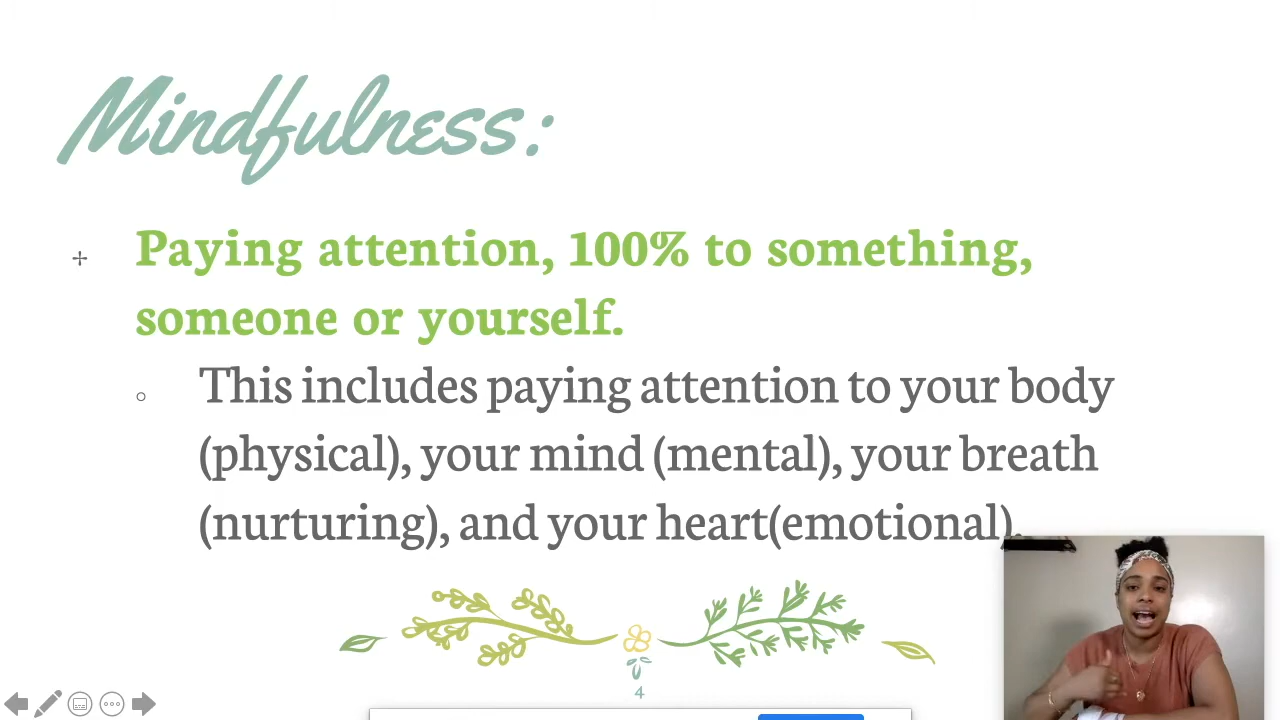 Mindfulness:
Paying attention, 100% to something,
someone or yourself.
This includes paying attention to your body
(physical), your mind (mental), your breath
(nurturing), and your heart(emotional).
4